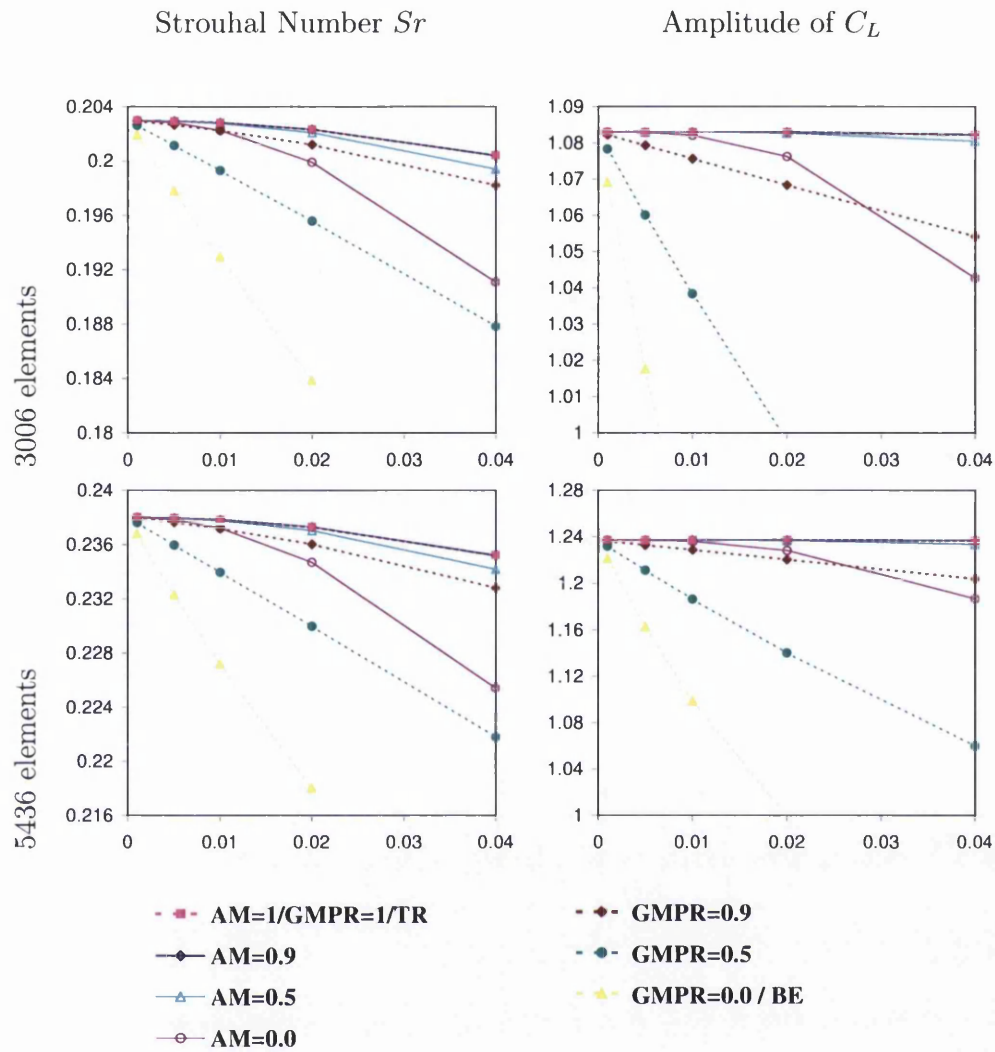 Strouhal Number Sr
Amplitude of C_L
3006 elements
0.204
0.2
0.196
0.192
0.188
0.184
0.18
0 0.01 0.02 0.03 0.04
1.09
1.08
1.07
1.06
1.05
1.04
1.03
1.02
1.01
1
0 0.01 0.02 0.03 0.04
5436 elements
0.24
0.236
0.232
0.228
0.224
0.22
0.216
0 0.01 0.02 0.03 0.04
1.28
1.24
1.2
1.16
1.12
1.08
1.04
1
0 0.01 0.02 0.03 0.04
AM=1/GMPR=1/TR
AM=0.9
AM=0.5
AM=0.0
GMPR=0.9
GMPR=0.5
GMPR=0.0 / BE